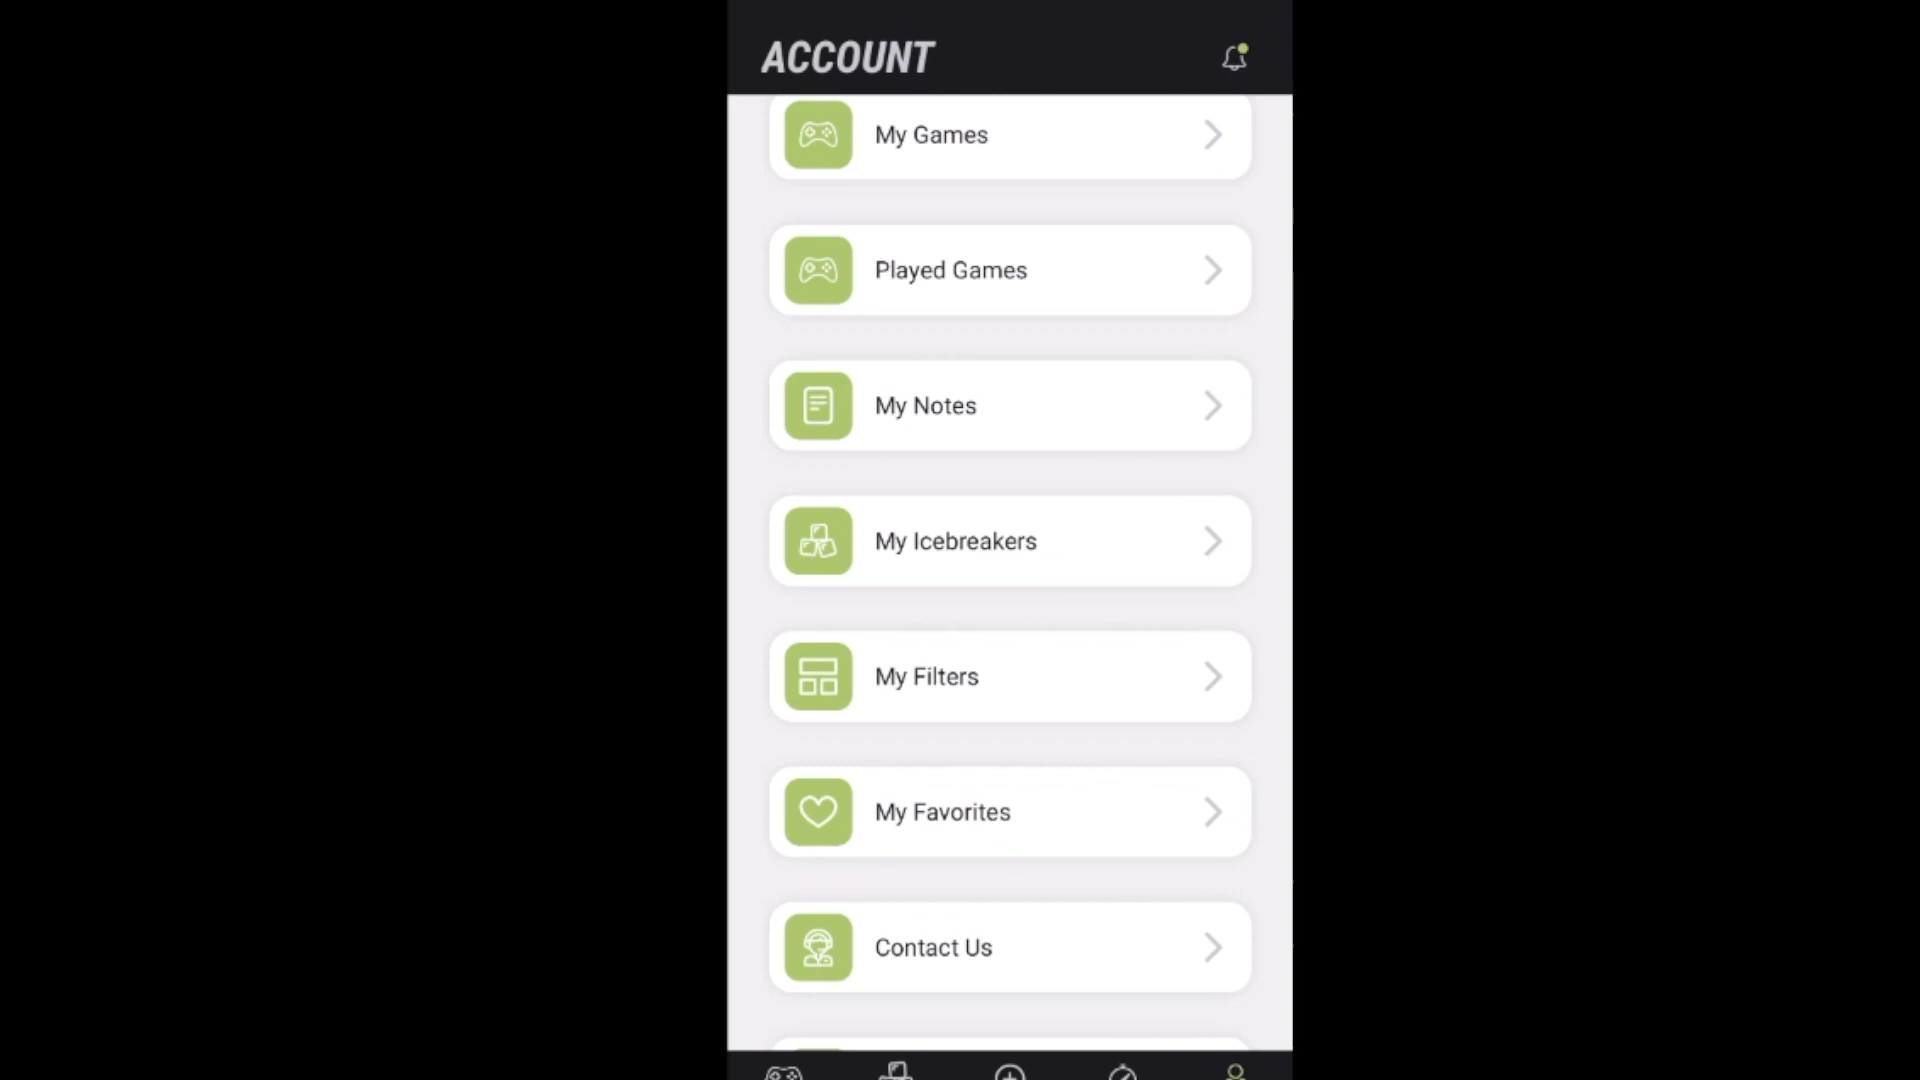 ACCOUNT
My Games
Played Games
My Notes
My Icebreakers
My Filters
My Favorites
Contact Us